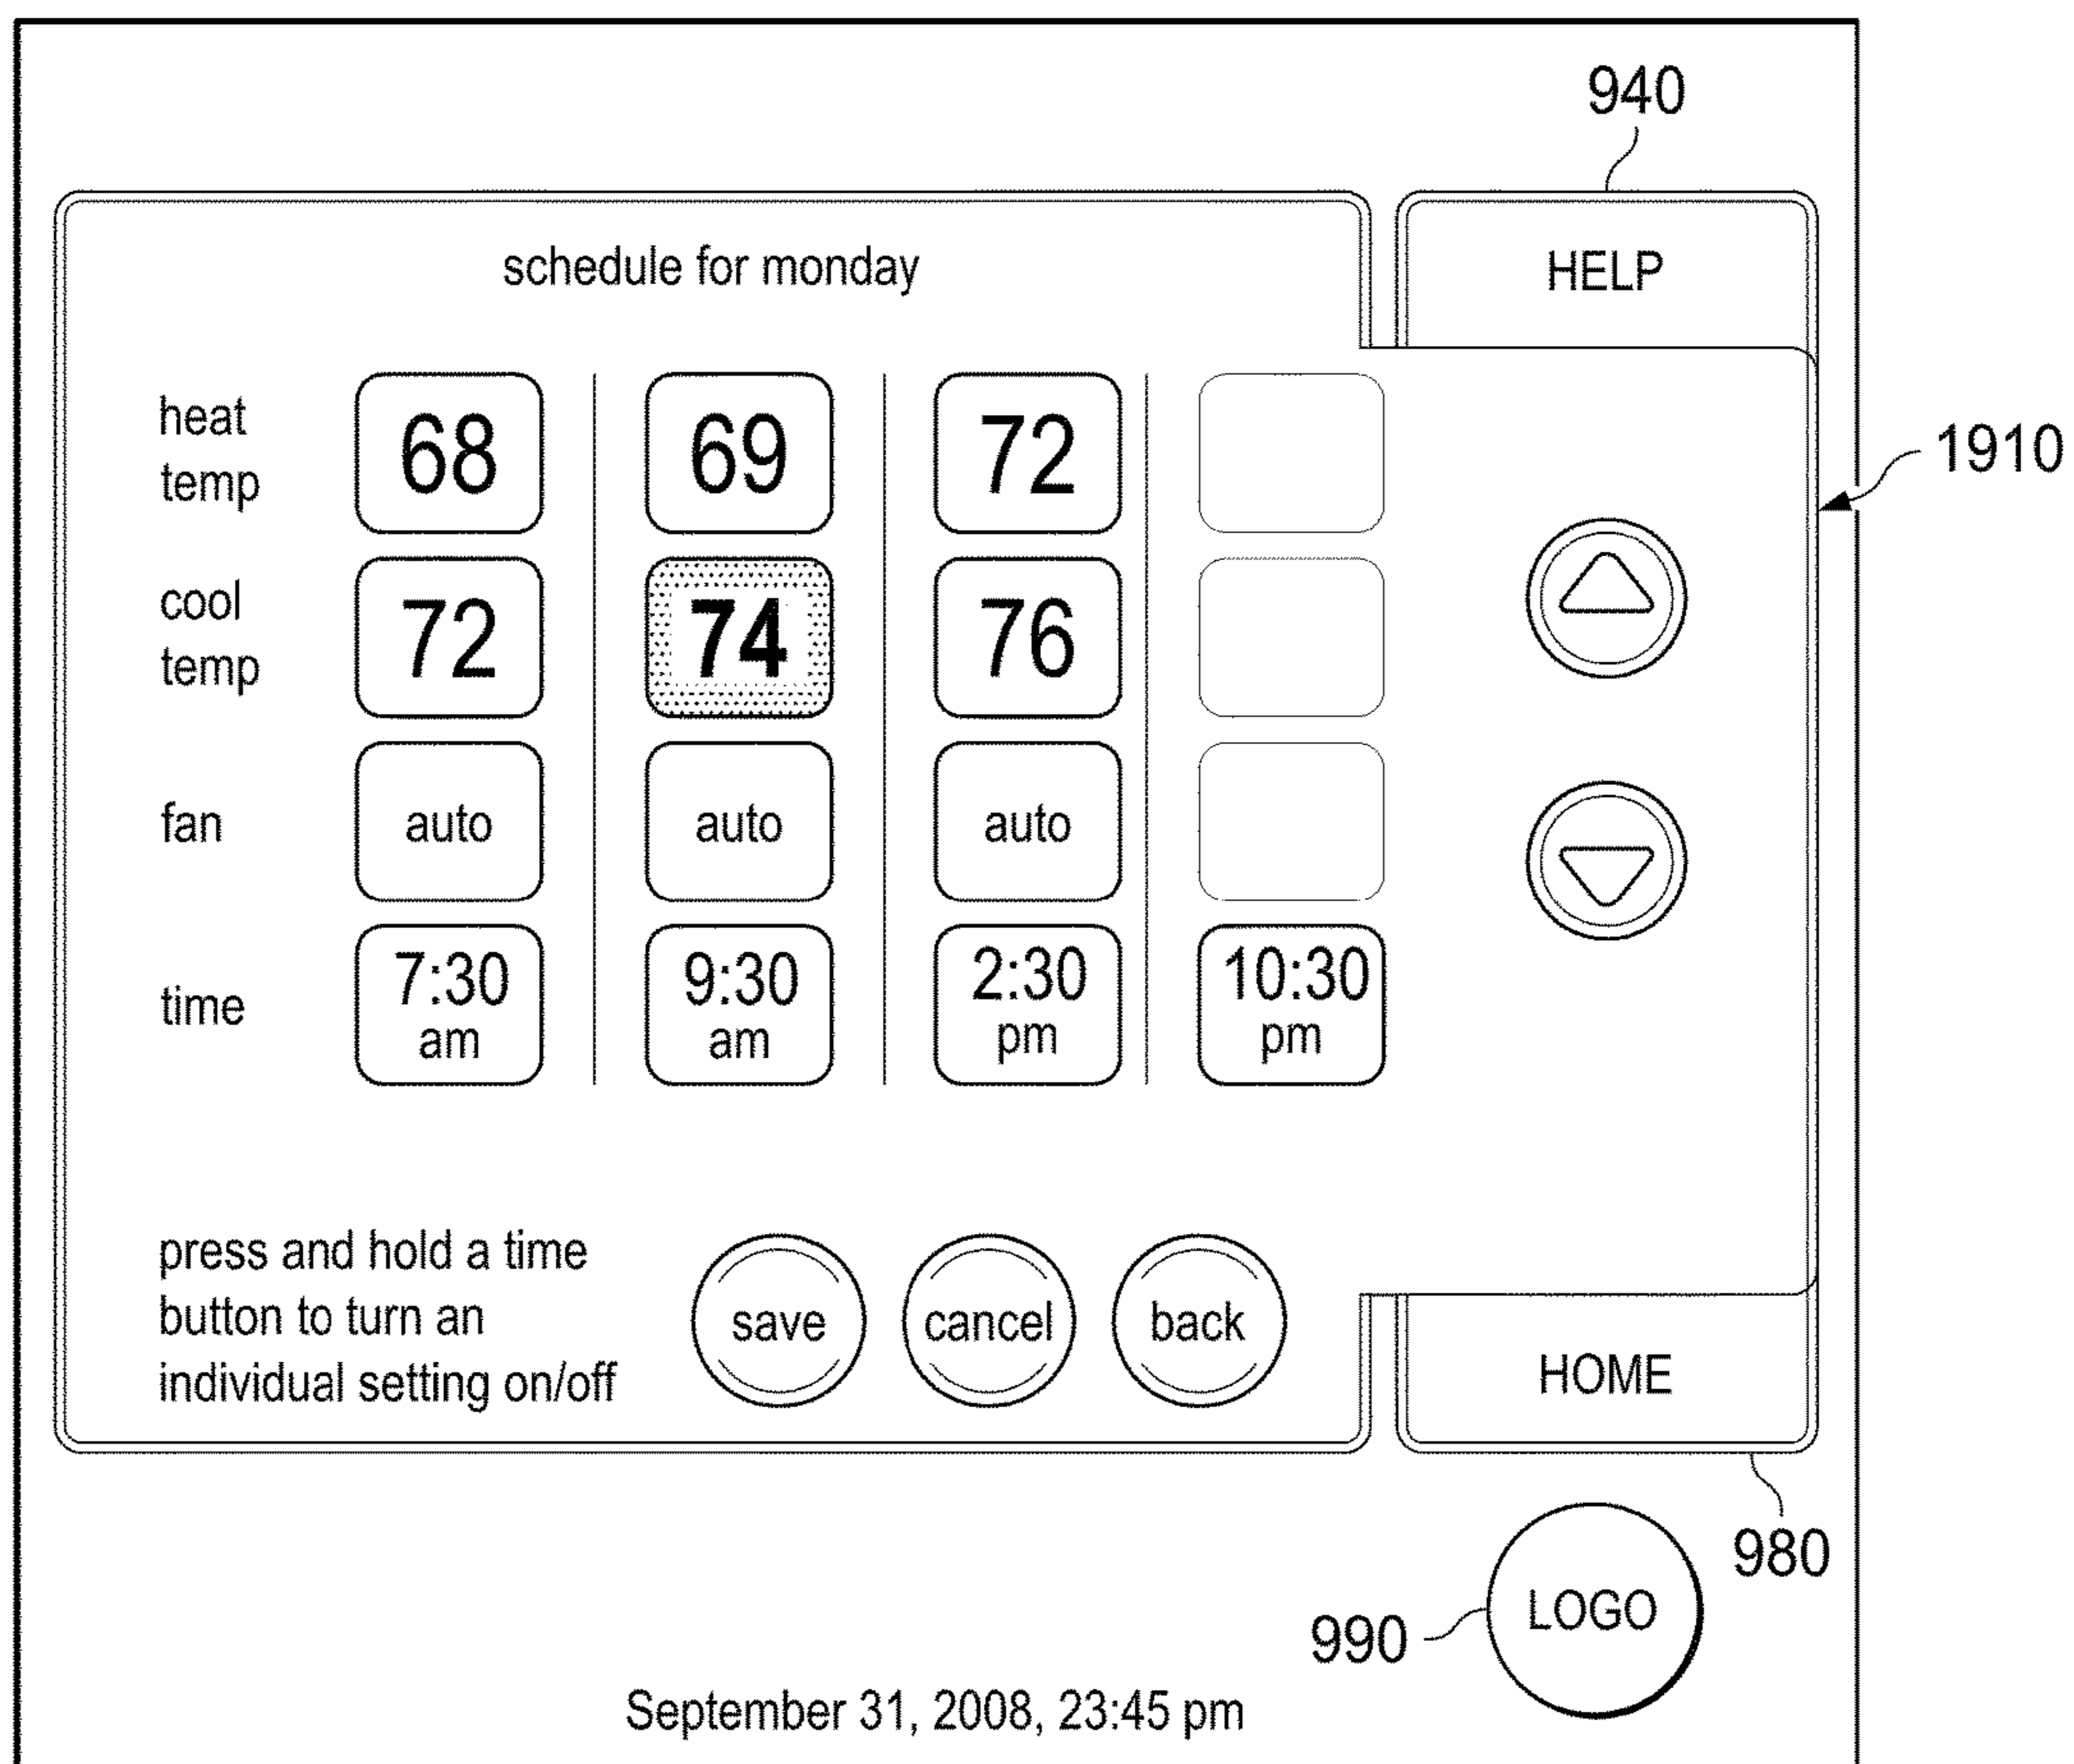 940
schedule for monday
HELP
heat
temp
68
69
72
1910
cool
temp
72
74
76
fan
auto
auto
auto
time
7:30
am
9:30
am
2:30
pm
10:30
pm
press and hold a time
button to turn an
individual setting on/off
save
cancel
back
HOME
980
990
LOGO
September 31, 2008, 23:45 pm